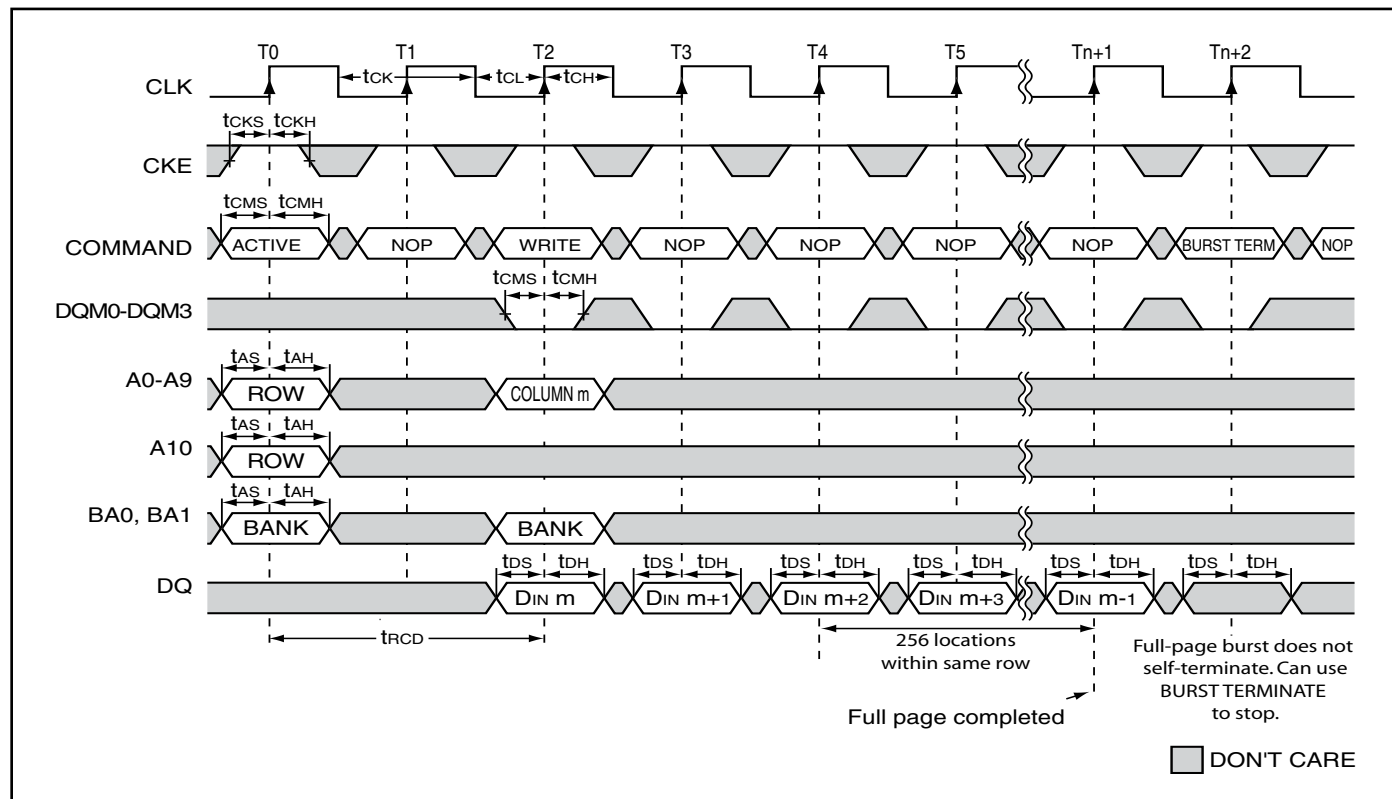 T0 T1 T2 T3 T4 T5 Tn+1 Tn+2
CLK
tCK tCL tCH
tCKS tCKH
CKE
tCMS tCMH
COMMAND
ACTIVE NOP WRITE NOP NOP NOP NOP BURST TERM NOP
tCMS tCMH
DQM0-DQM3
tAS tAH
A0-A9
ROW COLUMN m
tAS tAH
A10
ROW
tAS tAH
BA0, BA1
BANK BANK
tDS tDH tDS tDH tDS tDH tDS tDH tDS tDH tDS tDH
DQ
DIN m DIN m+1 DIN m+2 DIN m+3 DIN m-1
tRCD
256 locations
within same row
Full page completed
Full-page burst does not
self-terminate. Can use
BURST TERMINATE
to stop.
DON'T CARE